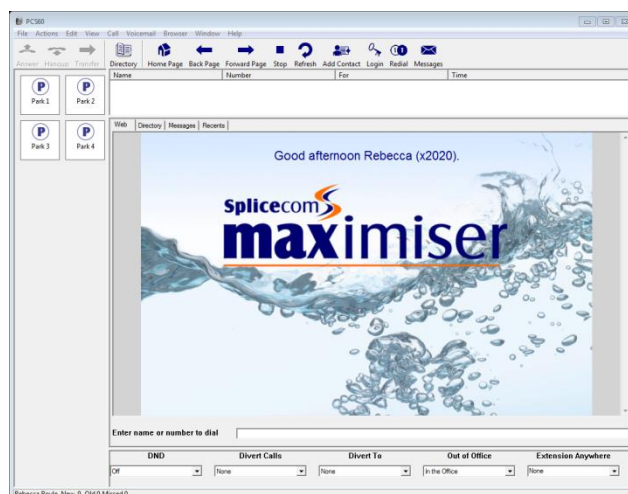 PCS60
File Actions Edit View Call Voicemail Browser Window Help
Answer Hangup Transfer Directory Home Page Back Page Forward Page Stop Refresh Add Contact Login Redial Messages
Name Number For Time
P P
Park 1 Park 2
P P
Park 3 Park 4
Web Directory Messages Recents
Good afternoon Rebecca (x2020).
Splicecom
maximiser
Enter name or number to dial
DND Divert Calls Divert To Out of Office Extension Anywhere
Off None None In the Office None